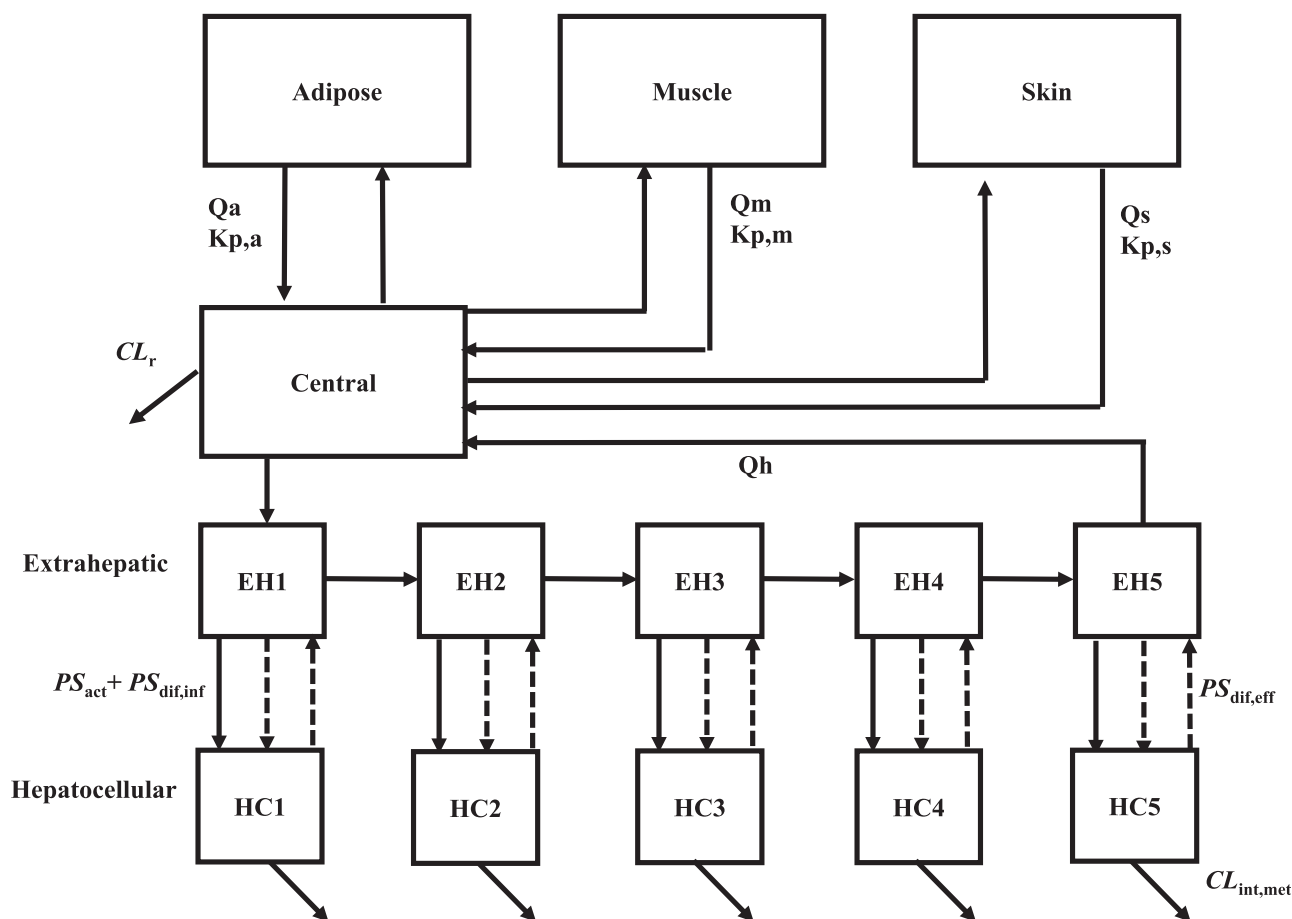 Adipose
Muscle
Skin
Qa
Kp,a
Qm
Kp,m
Qs
Kp,s
CLr
Central
Qh
Extrahepatic
EH1
EH2
EH3
EH4
EH5
PSact+ PSdif,inf
PSdif,eff
Hepatocellular
HC1
HC2
HC3
HC4
HC5
CLint,met